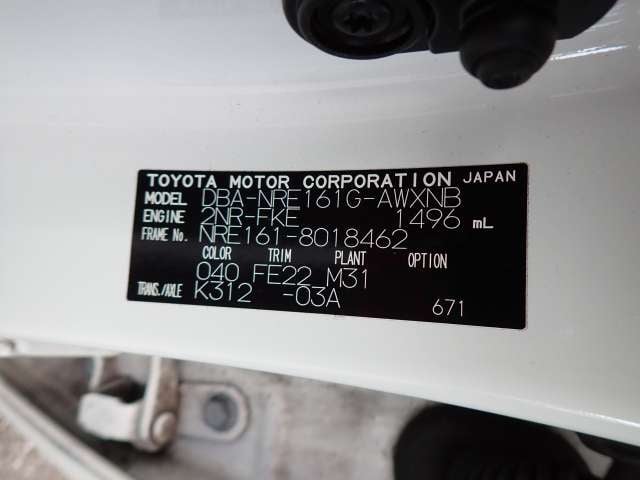 TOYOTA MOTOR CORPORATION JAPAN
MODEL DBA-NRE161G-AWXNB
ENGINE 2NR-FKE 1496 mL
FRAME No. NRE161-8018462
COLOR TRIM PLANT OPTION
040 FE22 M31
TRANS./AXLE K312 -03A 671